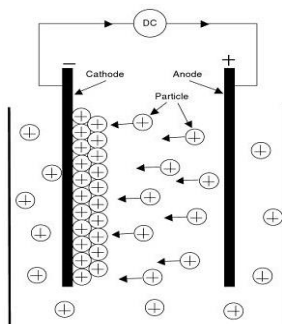 DC
−
+
Cathode
Anode
Particle